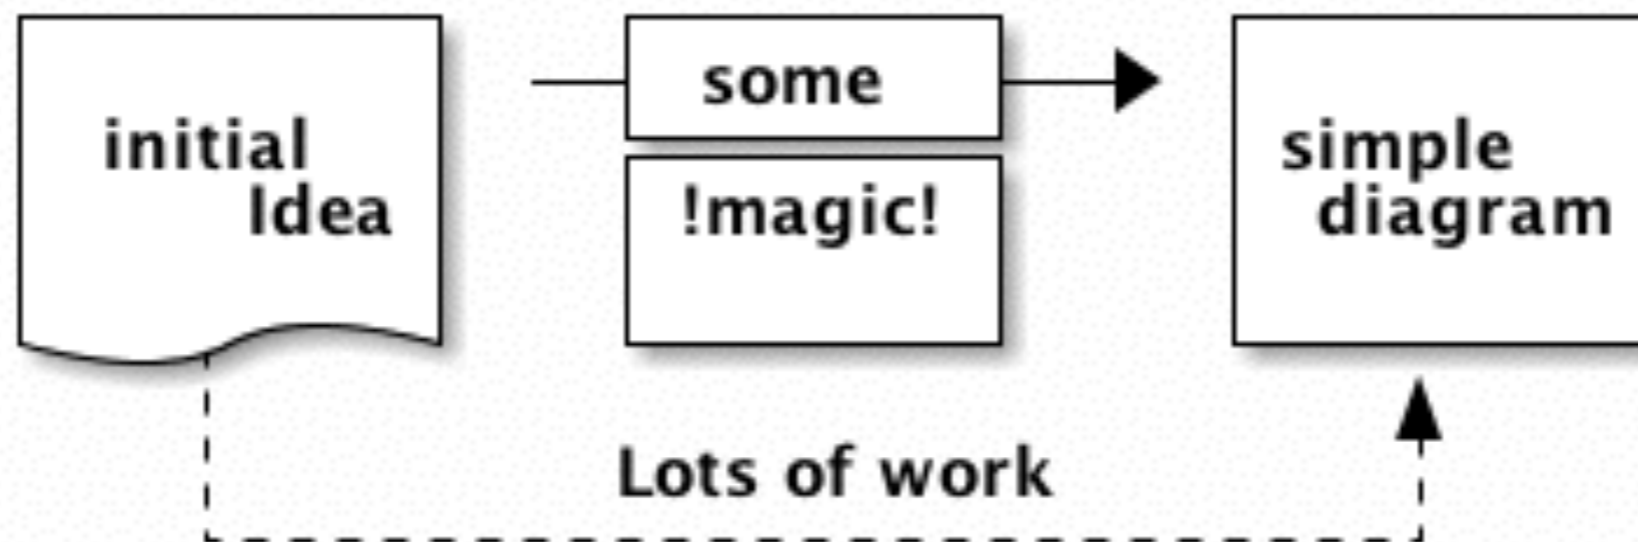 initial
Idea
some
!magic!
simple
diagram
Lots of work